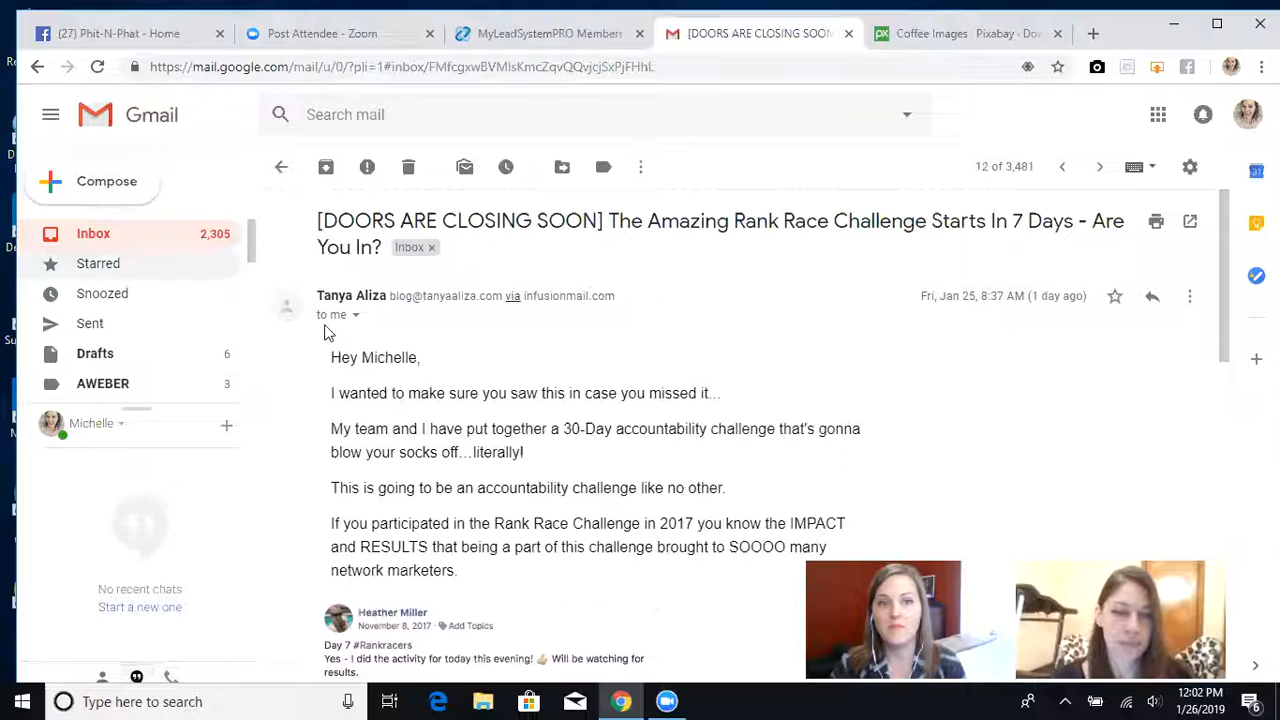 (27) Phit-N-Phat - Home
Post Attendee - Zoom
MyLeadSystemPRO Members
[DOORS ARE CLOSING SOON
Coffee Images · Pixabay · Dow
https://mail.google.com/mail/u/0/?pli=1#inbox/FMfcgxwBVMlsKmcZqvQQvjcjSxPjFHhL
Gmail
Search mail
Compose
12 of 3,481
Inbox 2,305
Starred
Snoozed
Sent
Drafts 6
AWEBER 3
Michelle
No recent chats
Start a new one
[DOORS ARE CLOSING SOON] The Amazing Rank Race Challenge Starts In 7 Days - Are
You In? Inbox x
Tanya Aliza blog@tanyaaliza.com via infusionmail.com
Fri, Jan 25, 8:37 AM (1 day ago)
to me
Hey Michelle,
I wanted to make sure you saw this in case you missed it...
My team and I have put together a 30-Day accountability challenge that's gonna
blow your socks off…literally!
This is going to be an accountability challenge like no other.
If you participated in the Rank Race Challenge in 2017 you know the IMPACT
and RESULTS that being a part of this challenge brought to SOOOO many
network marketers.
Heather Miller
November 8, 2017 · Add Topics
Day 7 #Rankracers
Yes - I did the activity for today this evening! Will be watching for
results.
Type here to search
12:02 PM
1/26/2019
6